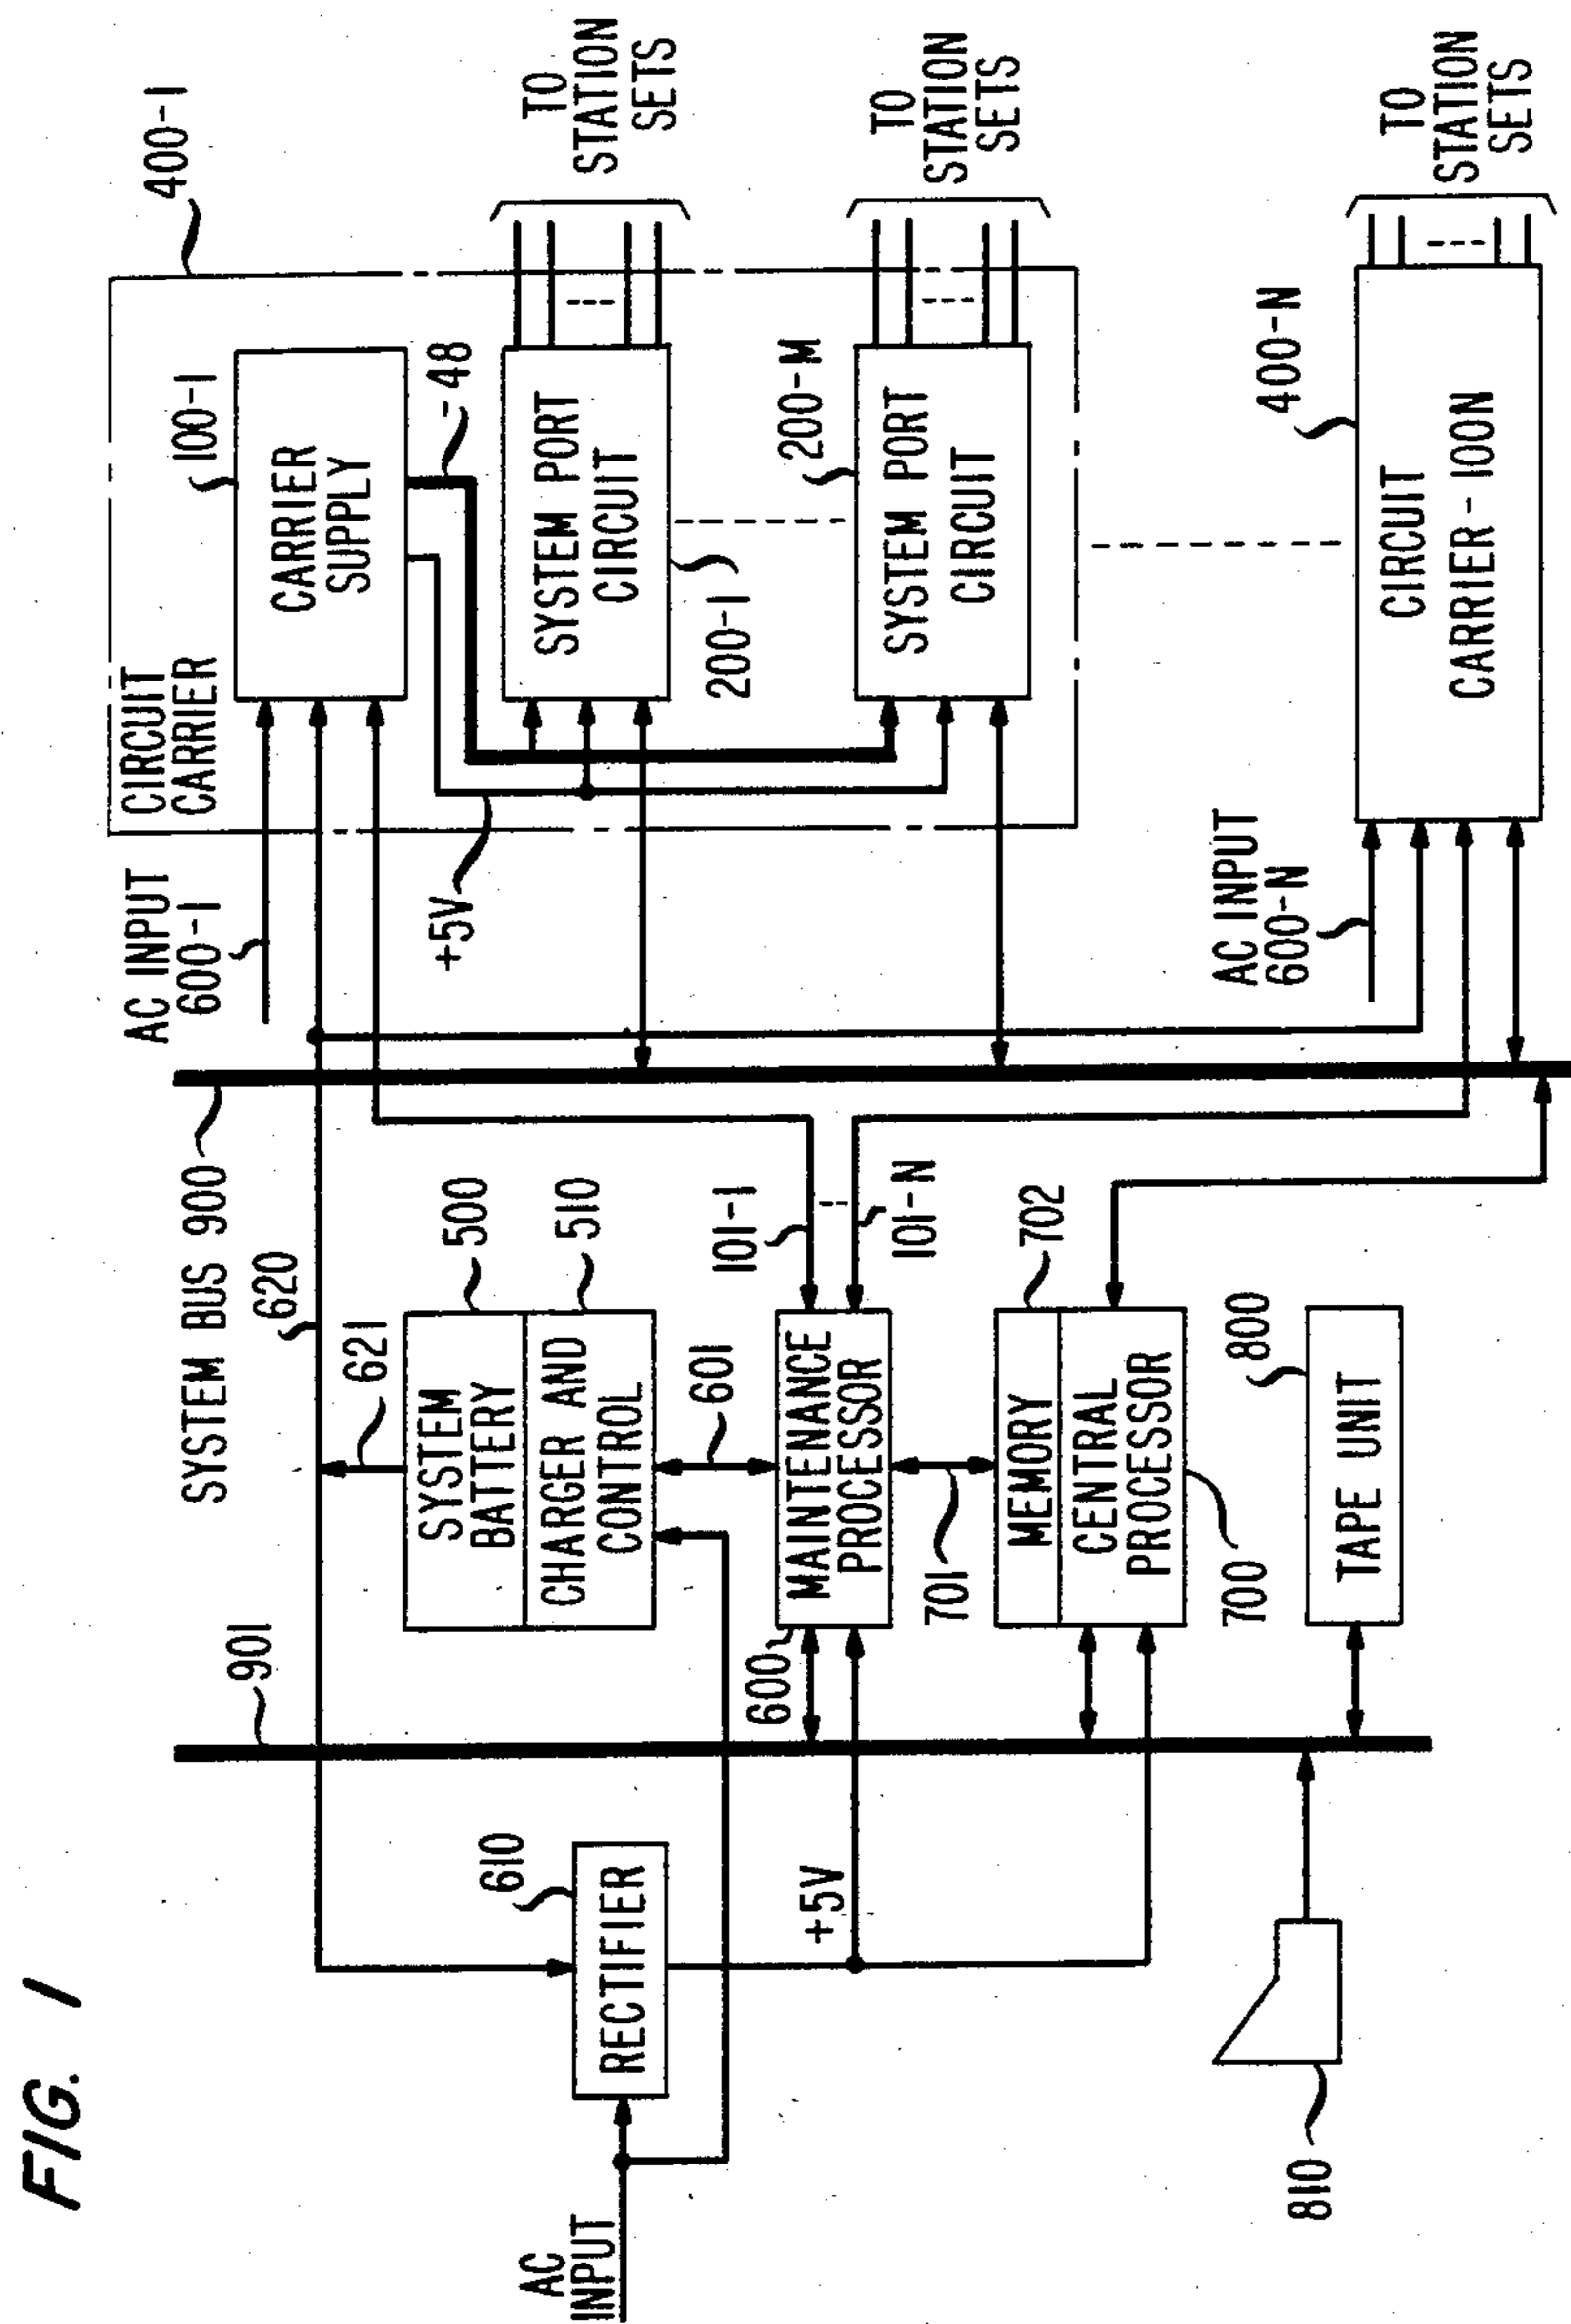 FIG. 1
AC
INPUT
RECTIFIER
610
+5V
810
901
620
621
SYSTEM
BATTERY
500
CHARGER AND
CONTROL
510
601
MAINTENANCE
PROCESSOR
600
701
MEMORY
702
CENTRAL
PROCESSOR
700
TAPE UNIT
800
101-1
101-N
SYSTEM BUS 900
AC INPUT
600-1
+5V
CIRCUIT
CARRIER
400-1
CARRIER
SUPPLY
100-1
-48
SYSTEM PORT
CIRCUIT
200-1
TO
STATION
SETS
SYSTEM PORT
CIRCUIT
200-M
TO
STATION
SETS
AC INPUT
600-N
CIRCUIT
CARRIER-100N
400-N
TO
STATION
SETS